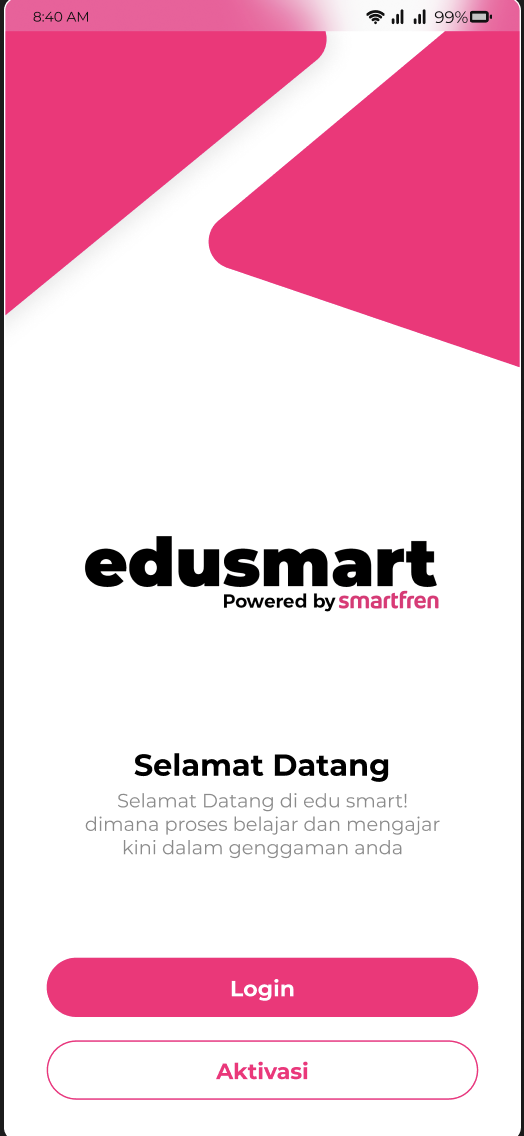 8:40 AM 99%
edusmart
Powered by smartfren
Selamat Datang
Selamat Datang di edu smart!
dimana proses belajar dan mengajar
kini dalam genggaman anda
Login
Aktivasi